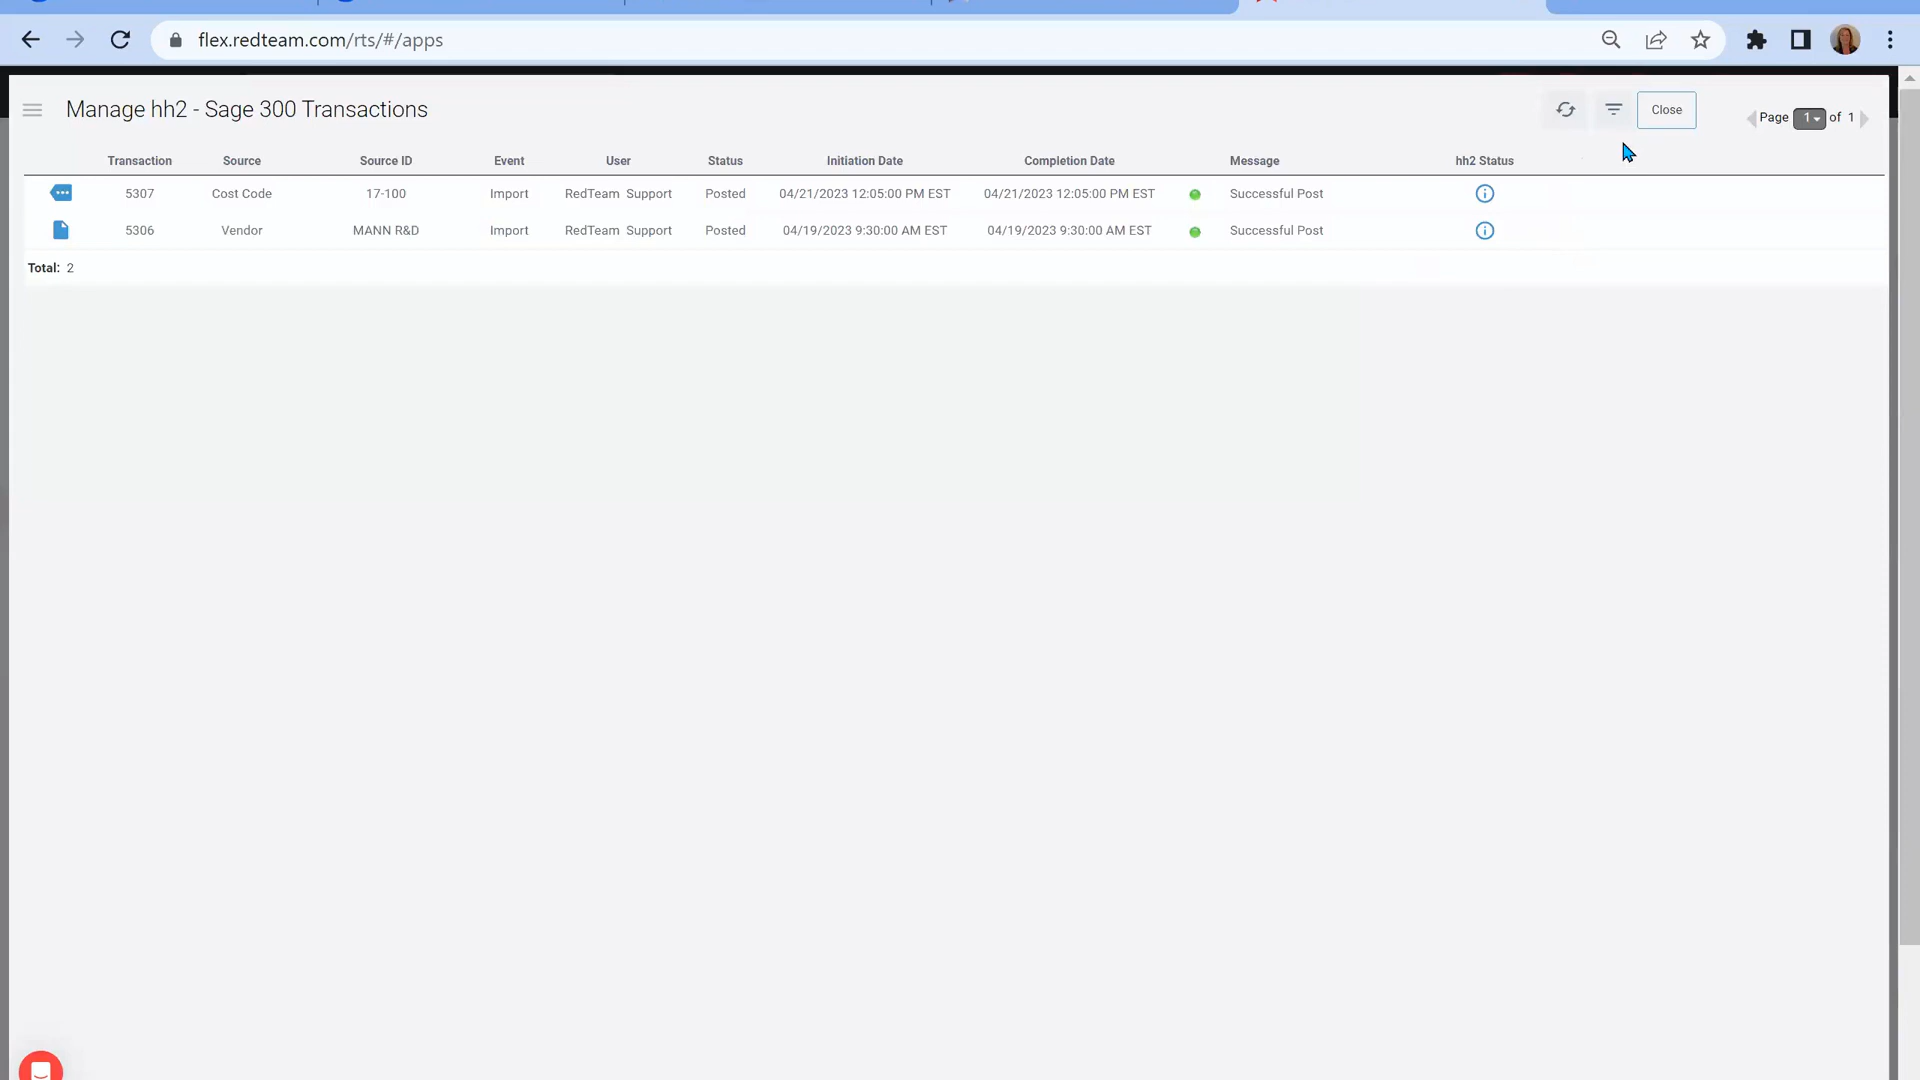 flex.redteam.com/rts/#/apps
Manage hh2 - Sage 300 Transactions
Close
Page 1 of 1
Transaction Source Source ID Event User Status Initiation Date Completion Date Message hh2 Status
5307 Cost Code 17-100 Import RedTeam Support Posted 04/21/2023 12:05:00 PM EST 04/21/2023 12:05:00 PM EST Successful Post
5306 Vendor MANN R&D Import RedTeam Support Posted 04/19/2023 9:30:00 AM EST 04/19/2023 9:30:00 AM EST Successful Post
Total: 2